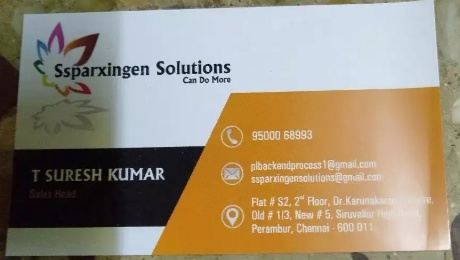 Ssparxingen Solutions
Can Do More
T SURESH KUMAR
Sales Head
95000 68993
plbackendprocess1@gmail.com
ssparxingensolutions@gmail.com
Flat # S2, 2nd Floor, Dr.Karunakaran
Old # 1/3, New # 5, Siruvallur High Road,
Perambur, Chennai - 600 011.